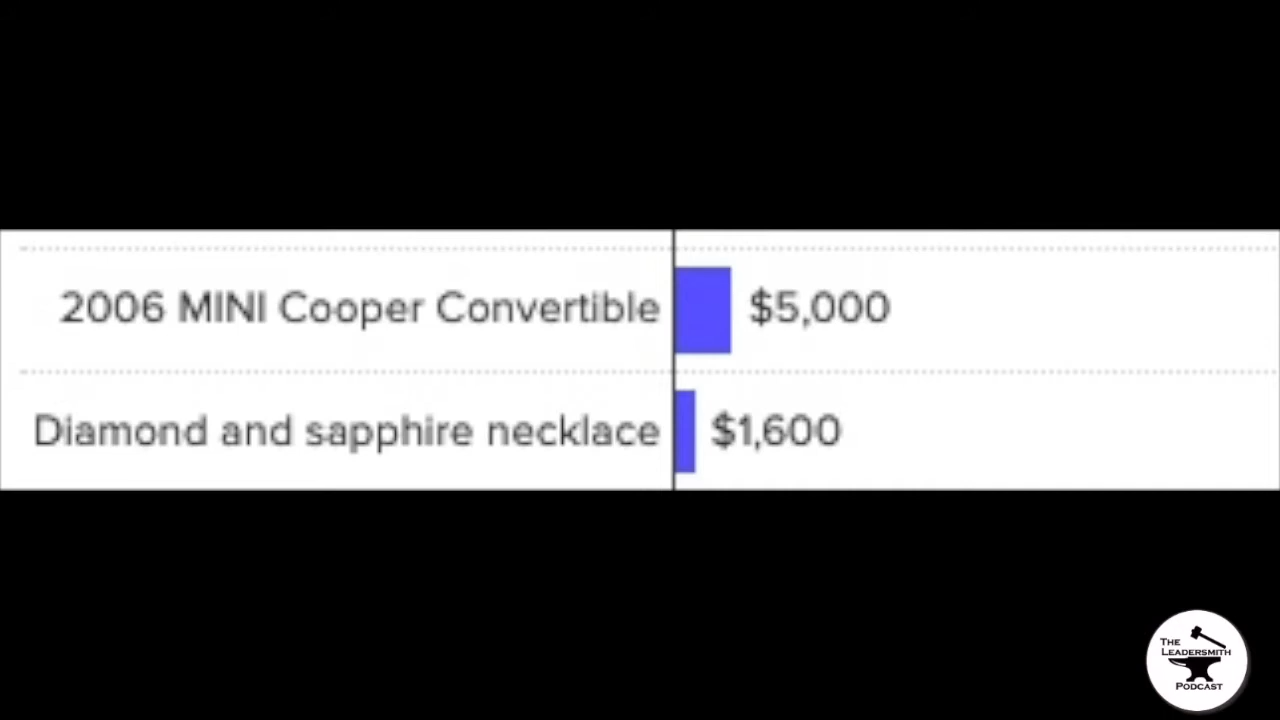 2006 MINI Cooper Convertible $5,000
Diamond and sapphire necklace $1,600
THE
LEADERSMITH
PODCAST